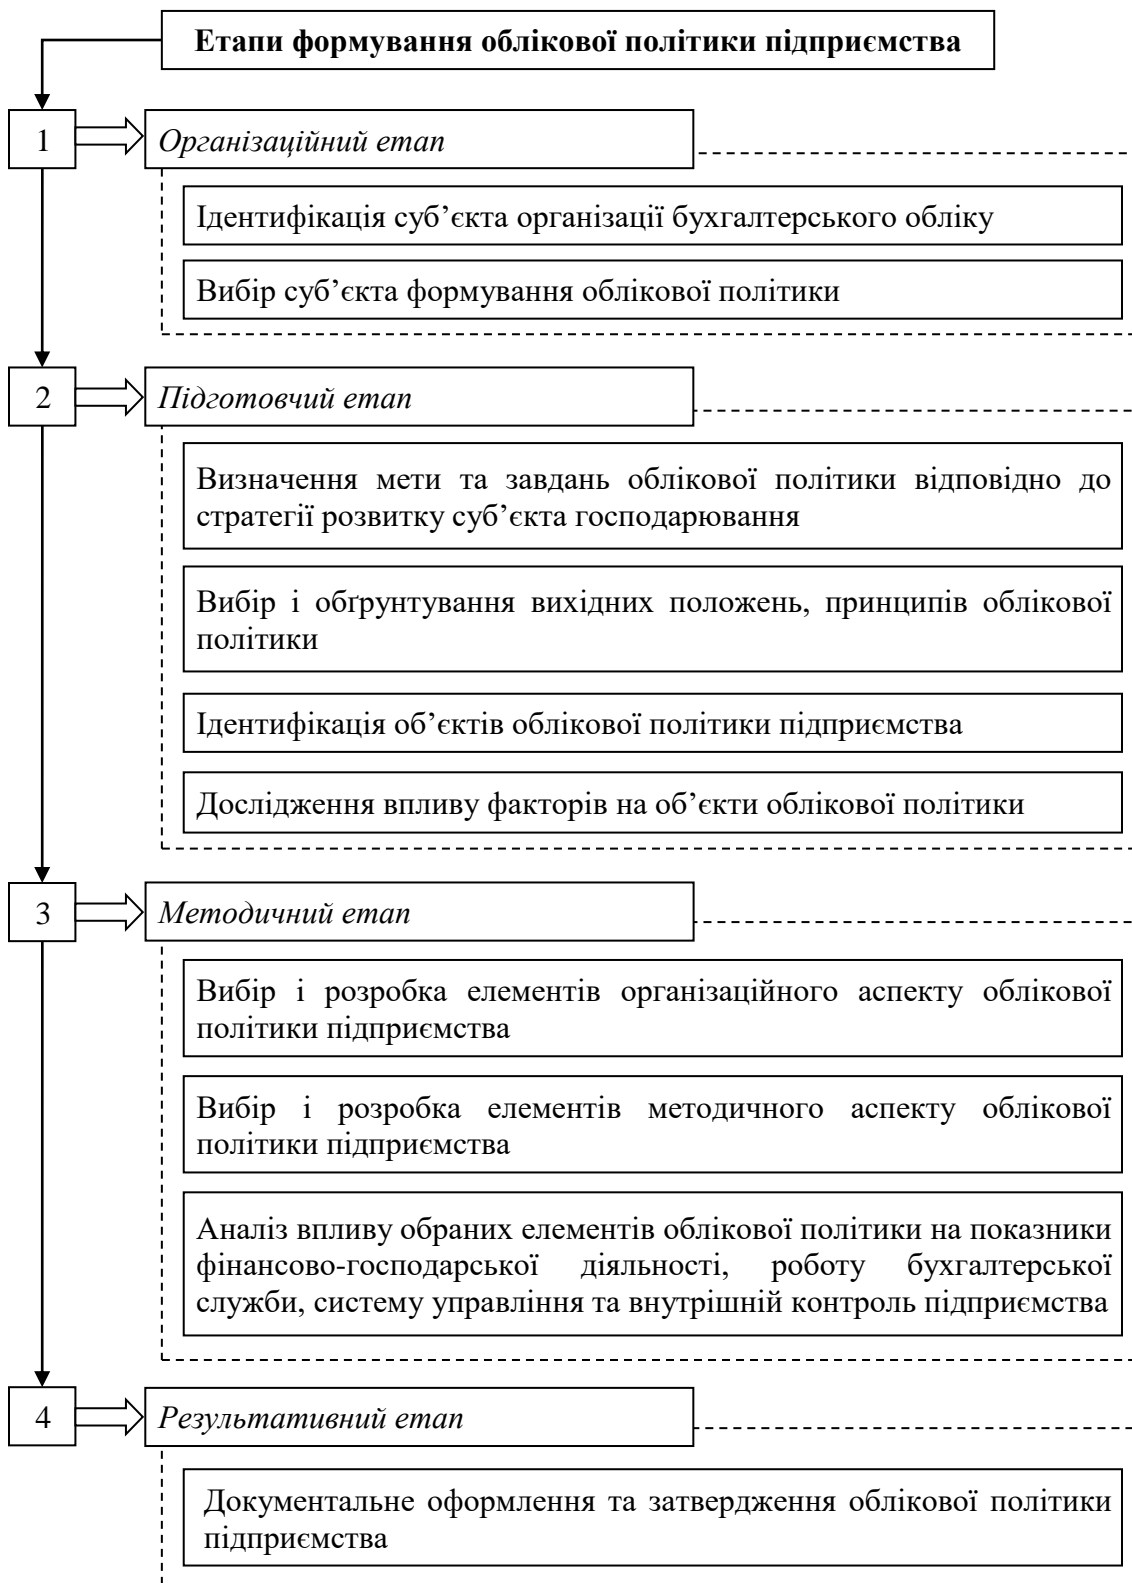 Етапи формування облікової політики підприємства
1
Організаційний етап
Ідентифікація суб’єкта організації бухгалтерського обліку
Вибір суб’єкта формування облікової політики
2
Підготовчий етап
Визначення мети та завдань облікової політики відповідно до
стратегії розвитку суб’єкта господарювання
Вибір і обґрунтування вихідних положень, принципів облікової
політики
Ідентифікація об’єктів облікової політики підприємства
Дослідження впливу факторів на об’єкти облікової політики
3
Методичний етап
Вибір і розробка елементів організаційного аспекту облікової
політики підприємства
Вибір і розробка елементів методичного аспекту облікової
політики підприємства
Аналіз впливу обраних елементів облікової політики на показники
фінансово-господарської діяльності, роботу бухгалтерської
служби, систему управління та внутрішній контроль підприємства
4
Результативний етап
Документальне оформлення та затвердження облікової політики
підприємства